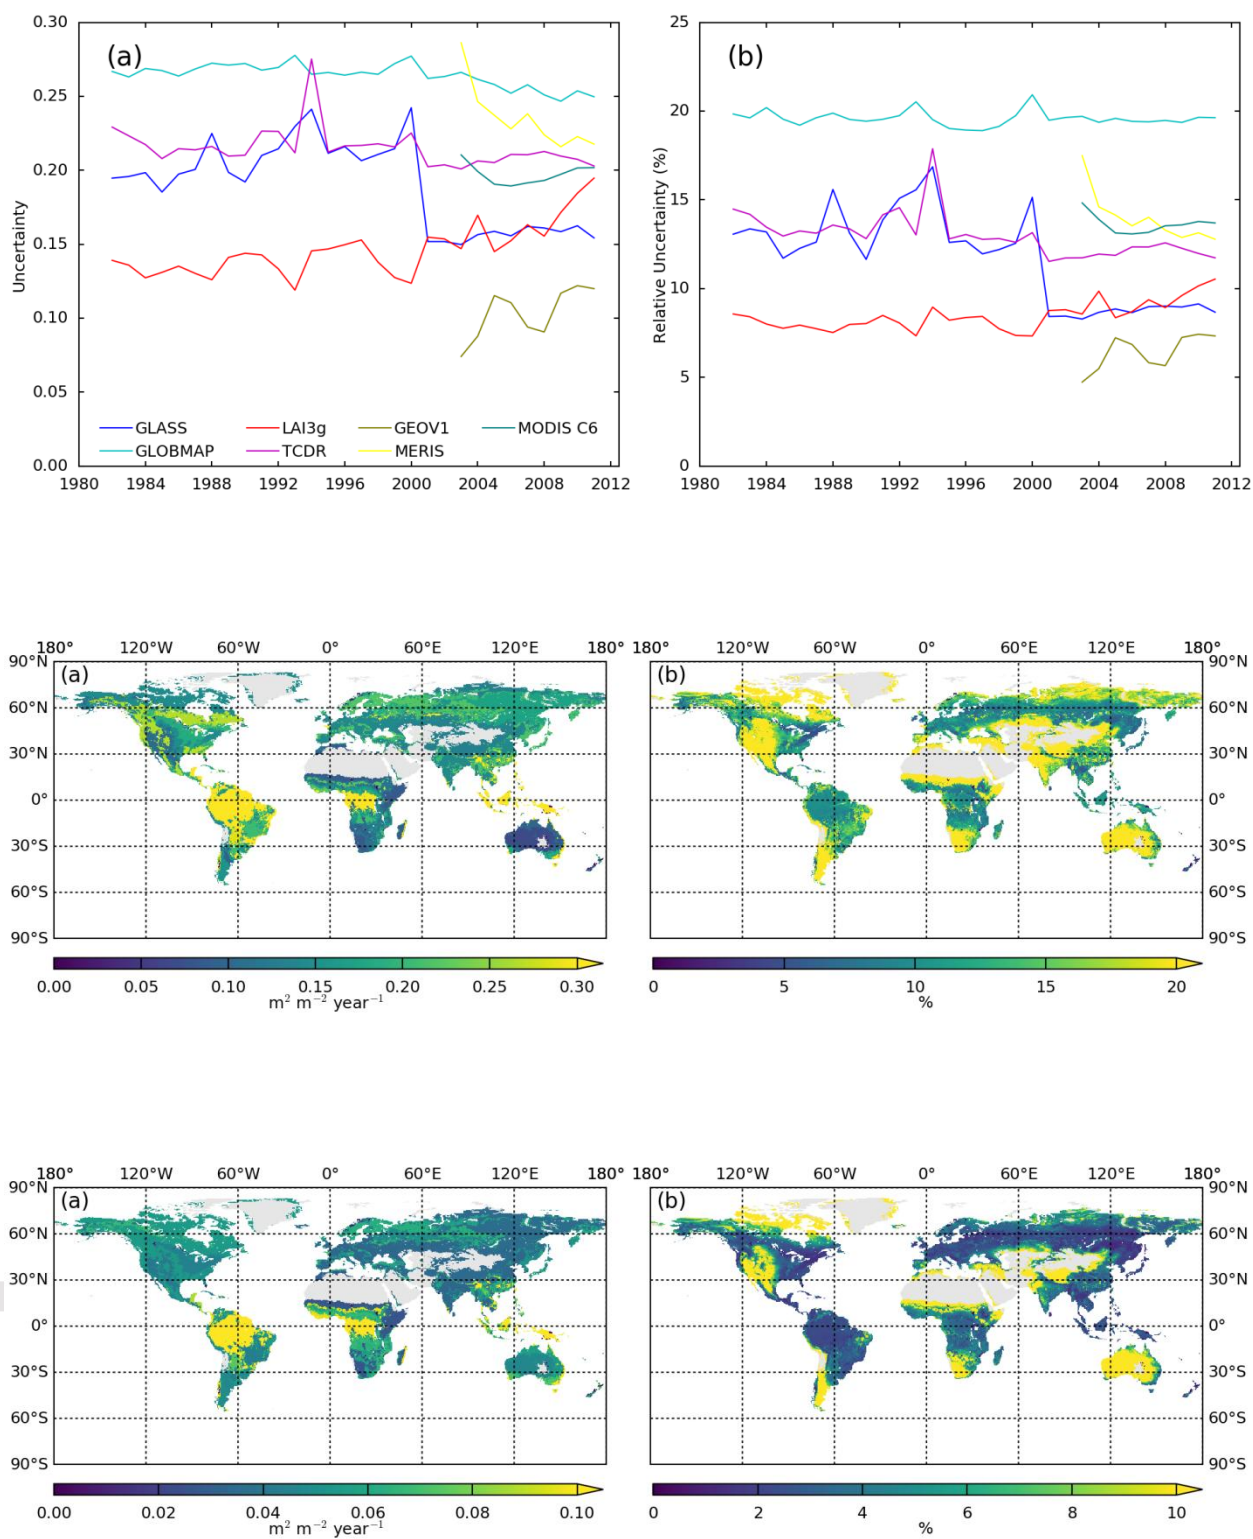 (a)
Uncertainty
0.30
0.25
0.20
0.15
0.10
0.05
0.00
GLASS LAI3g GEOV1 MODIS C6
GLOBMAP TCDR MERIS
1980 1984 1988 1992 1996 2000 2004 2008 2012
(b)
Relative Uncertainty (%)
25
20
15
10
5
0
1980 1984 1988 1992 1996 2000 2004 2008 2012
180° 120°W 60°W 0° 60°E 120°E 180°
(a)
90°N
60°N
30°N
0°
30°S
60°S
90°S
0.00 0.05 0.10 0.15 0.20 0.25 0.30
m² m⁻² year⁻¹
180° 120°W 60°W 0° 60°E 120°E 180°
(b)
90°N
60°N
30°N
0°
30°S
60°S
90°S
0 5 10 15 20
%
180° 120°W 60°W 0° 60°E 120°E 180°
(a)
90°N
60°N
30°N
0°
30°S
60°S
90°S
0.00 0.02 0.04 0.06 0.08 0.10
m² m⁻² year⁻¹
180° 120°W 60°W 0° 60°E 120°E 180°
(b)
90°N
60°N
30°N
0°
30°S
60°S
90°S
0 2 4 6 8 10
%